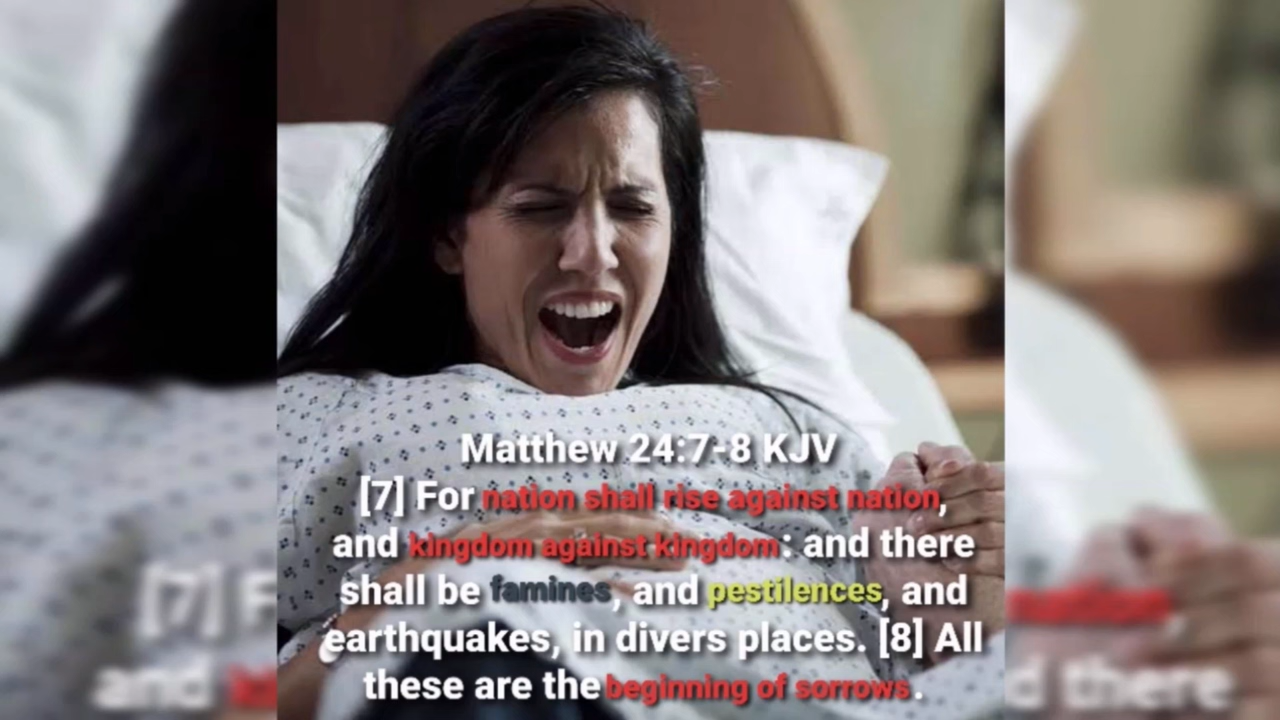 Matthew 24:7-8 KJV
[7] For nation shall rise against nation,
and kingdom against kingdom: and there
shall be famines, and pestilences, and
earthquakes, in divers places. [8] All
these are the beginning of sorrows.